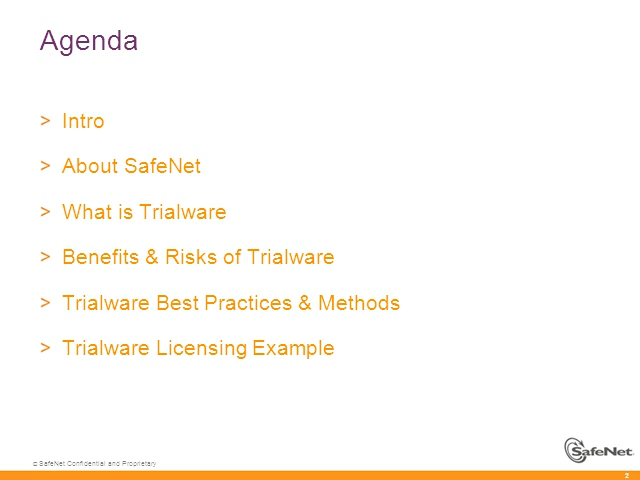 Agenda
> Intro
> About SafeNet
> What is Trialware
> Benefits & Risks of Trialware
> Trialware Best Practices & Methods
> Trialware Licensing Example
SafeNet Confidential and Proprietary
SafeNet
2